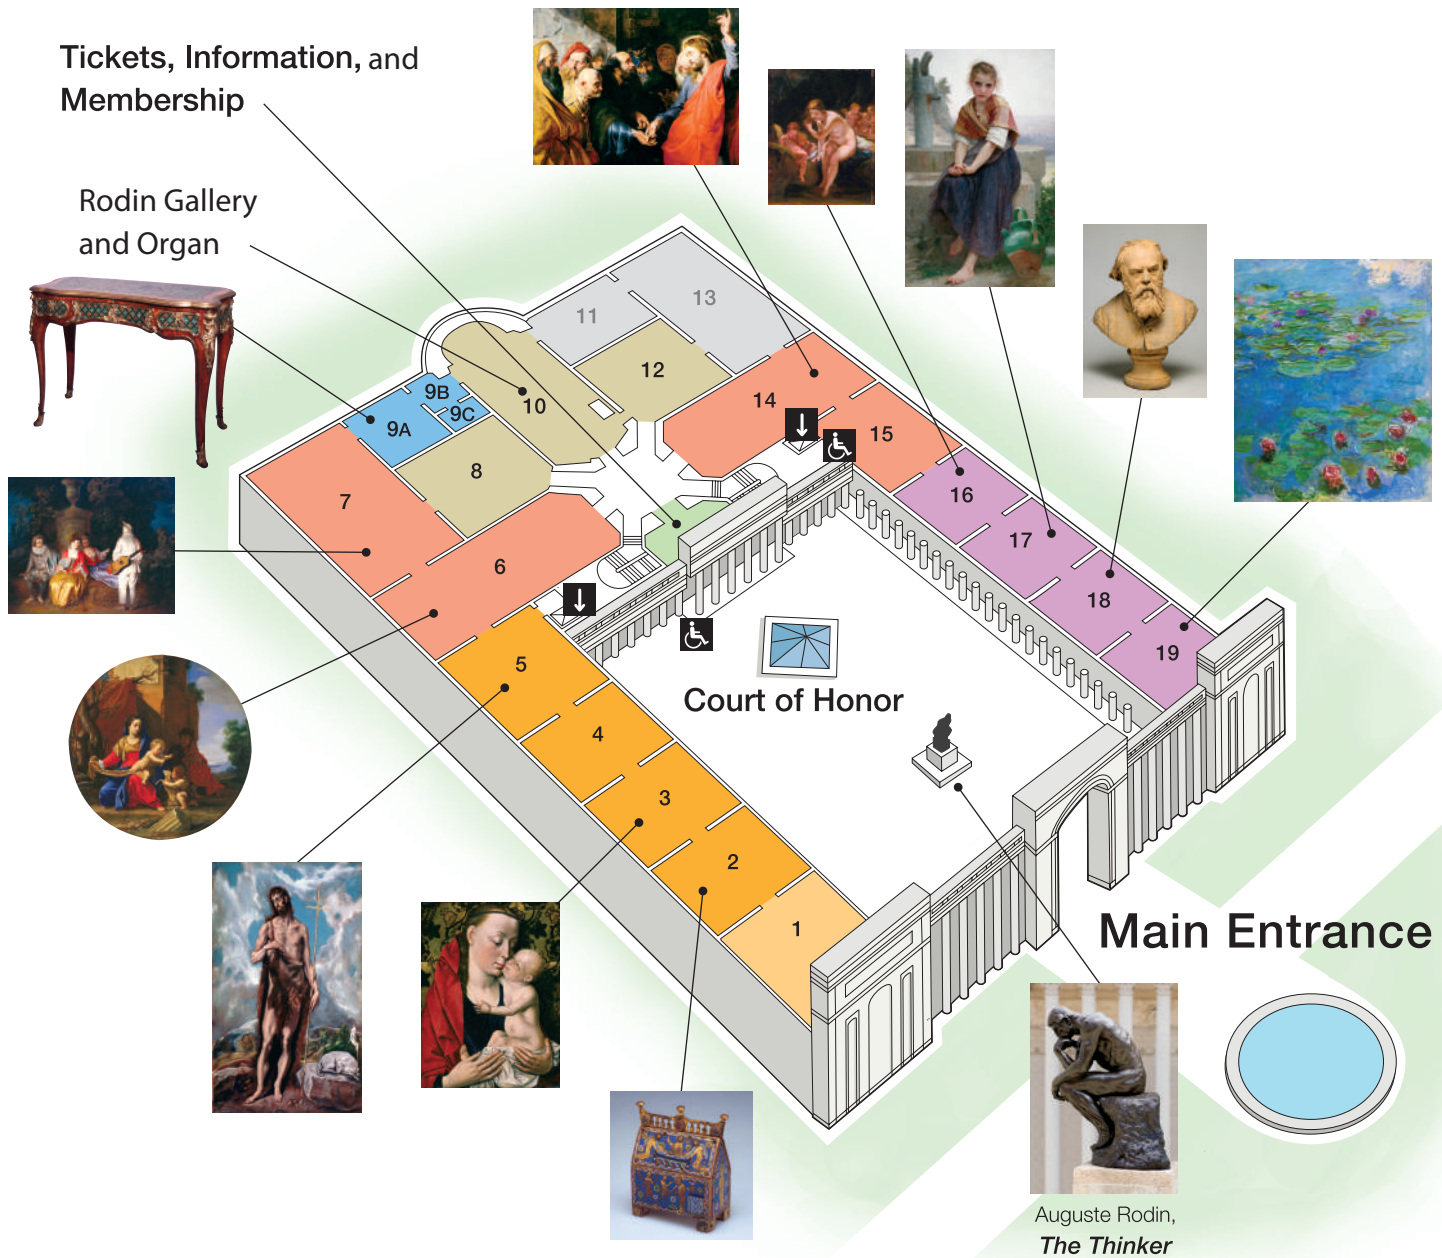 Tickets, Information, and
Membership
Rodin Gallery
and Organ
11
13
12
9B
9C
9A
10
14
15
8
7
16
6
17
18
5
19
4
Court of Honor
3
2
1
Main Entrance
Auguste Rodin,
The Thinker